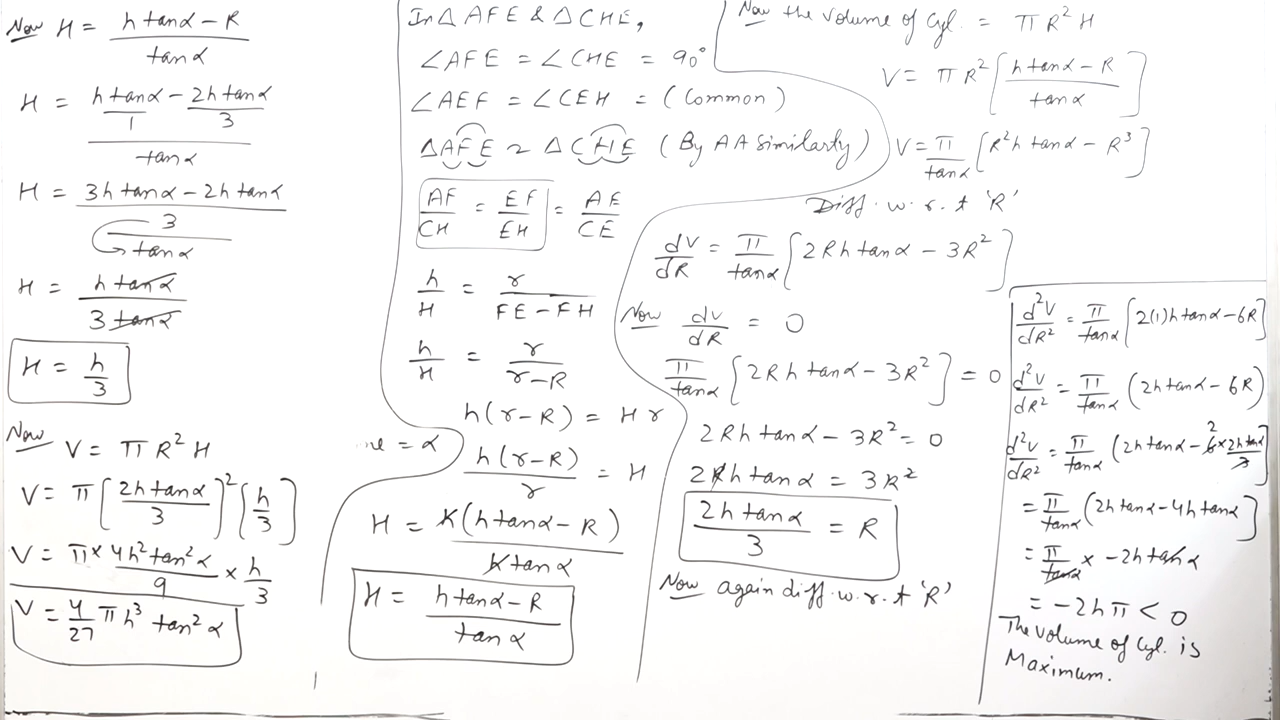 Now H = (h tanα - R) / tanα
H = (h tanα / 1 - 2h tanα / 3) / tanα
H = ((3h tanα - 2h tanα) / 3) / tanα
H = h tanα / 3 tanα
H = h/3
Now V = πR²H
V = π[2h tanα / 3]² [h/3]
V = π × 4h² tan²α / 9 × h/3
V = 4/27 πh³ tan²α
In △AFE & △CHE,
∠AFE = ∠CHE = 90°
∠AEF = ∠CEH = (Common)
△AFE ~ △CHE (By AA Similarly)
AF/CH = EF/EH = AE/CE
h/H = r / (FE - FH)
h/H = r / (r - R)
h(r - R) = Hr
= α
h(r - R) / r = H
H = K(h tanα - R) / K tanα
H = (h tanα - R) / tanα
Now the Volume of Cyl. = πR²H
V = πR² [(h tanα - R) / tanα]
V = π/tanα [R²h tanα - R³]
Diff. w.r.t 'R'
dV/dR = π/tanα [2Rh tanα - 3R²]
Now dv/dR = 0
π/tanα [2Rh tanα - 3R²] = 0
2Rh tanα - 3R² = 0
2Rh tanα = 3R²
2h tanα / 3 = R
Now again diff. w.r.t 'R'
d²V/dR² = π/tanα [2(1)h tanα - 6R]
d²V/dR² = π/tanα (2h tanα - 6R)
d²V/dR² = π/tanα (2h tanα - 6 2 × 2h tanα / 3]
= π/tanα (2h tanα - 4h tanα]
= π/tanα × -2h tanα
= -2hπ < 0
The Volume of Cyl. is
Maximum.